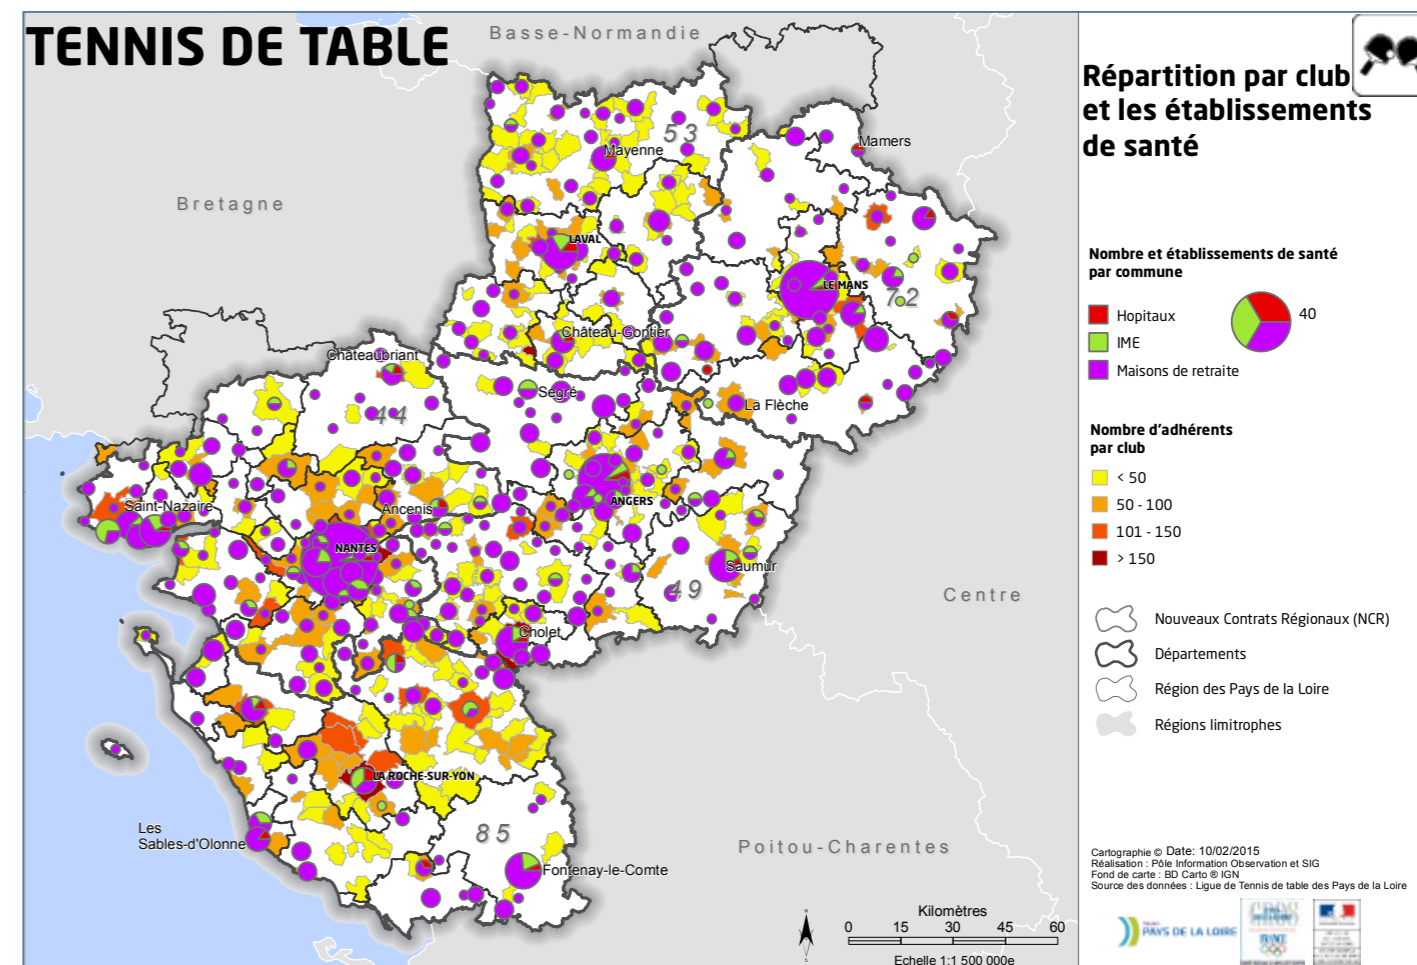 TENNIS DE TABLE
Basse-Normandie
Bretagne
Centre
Poitou-Charentes
53
Mayenne
Mamers
LAVAL
LE MANS
72
Château-Gontier
Châteaubriant
44
Segré
La Flèche
Saint-Nazaire
Ancenis
ANGERS
NANTES
Saumur
49
Cholet
LA ROCHE-SUR-YON
Les
Sables-d'Olonne
85
Fontenay-le-Comte
N
S
Kilomètres
0 15 30 45 60
Echelle 1:1 500 000e
Répartition par club
et les établissements
de santé
Nombre et établissements de santé
par commune
Hopitaux
IME
Maisons de retraite
40
Nombre d'adhérents
par club
< 50
50 - 100
101 - 150
> 150
Nouveaux Contrats Régionaux (NCR)
Départements
Région des Pays de la Loire
Régions limitrophes
Cartographie © Date: 10/02/2015
Réalisation : Pôle Information Observation et SIG
Fond de carte : BD Carto ® IGN
Source des données : Ligue de Tennis de table des Pays de la Loire
PAYS DE LA LOIRE